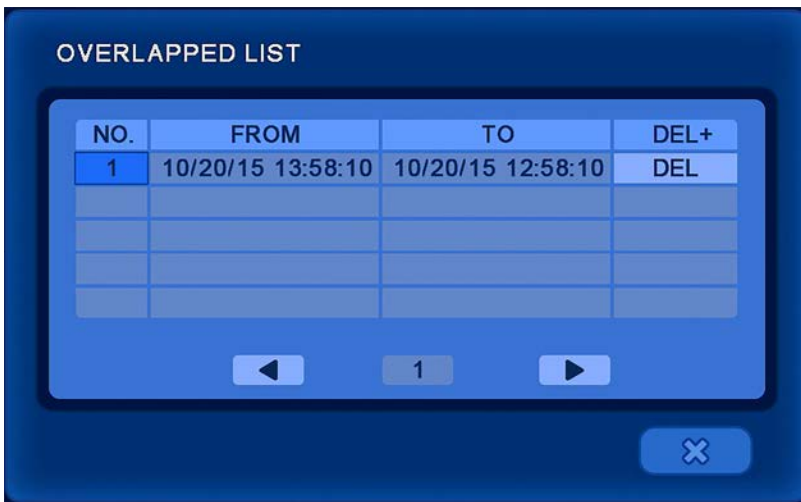 OVERLAPPED LIST
NO. FROM TO DEL+
1 10/20/15 13:58:10 10/20/15 12:58:10 DEL
1